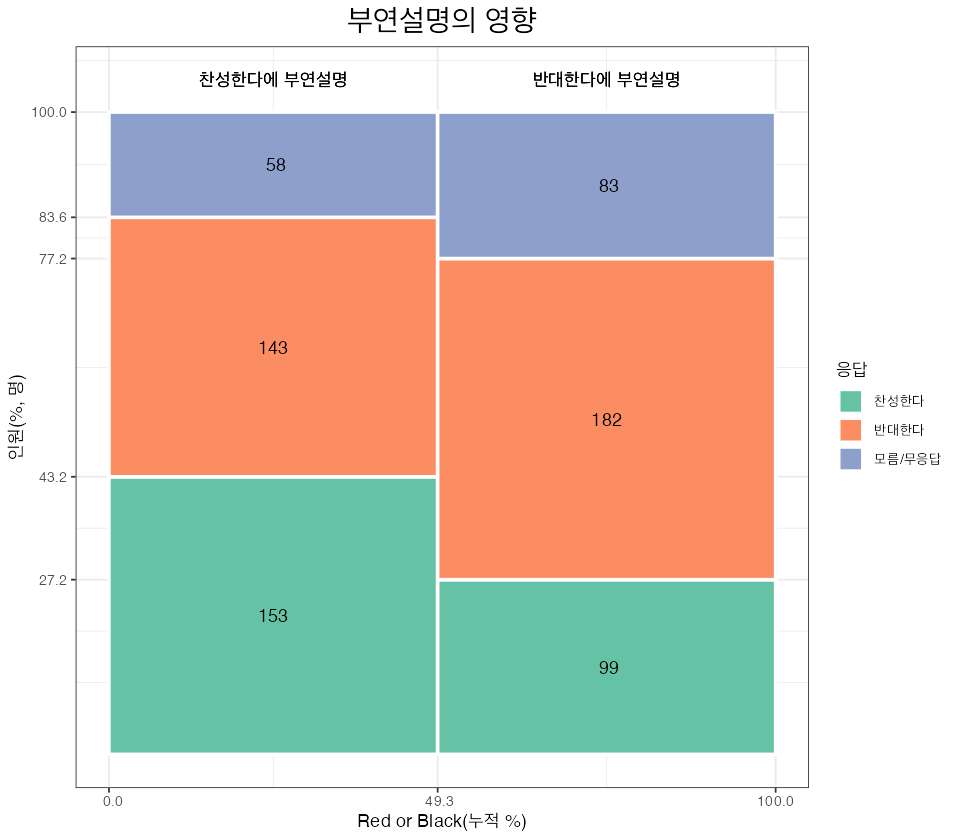 부연설명의 영향
찬성한다에 부연설명
반대한다에 부연설명
100.0
83.6
77.2
43.2
27.2
인원(%, 명)
58
83
143
182
153
99
0.0
49.3
100.0
Red or Black(누적 %)
응답
찬성한다
반대한다
모름/무응답